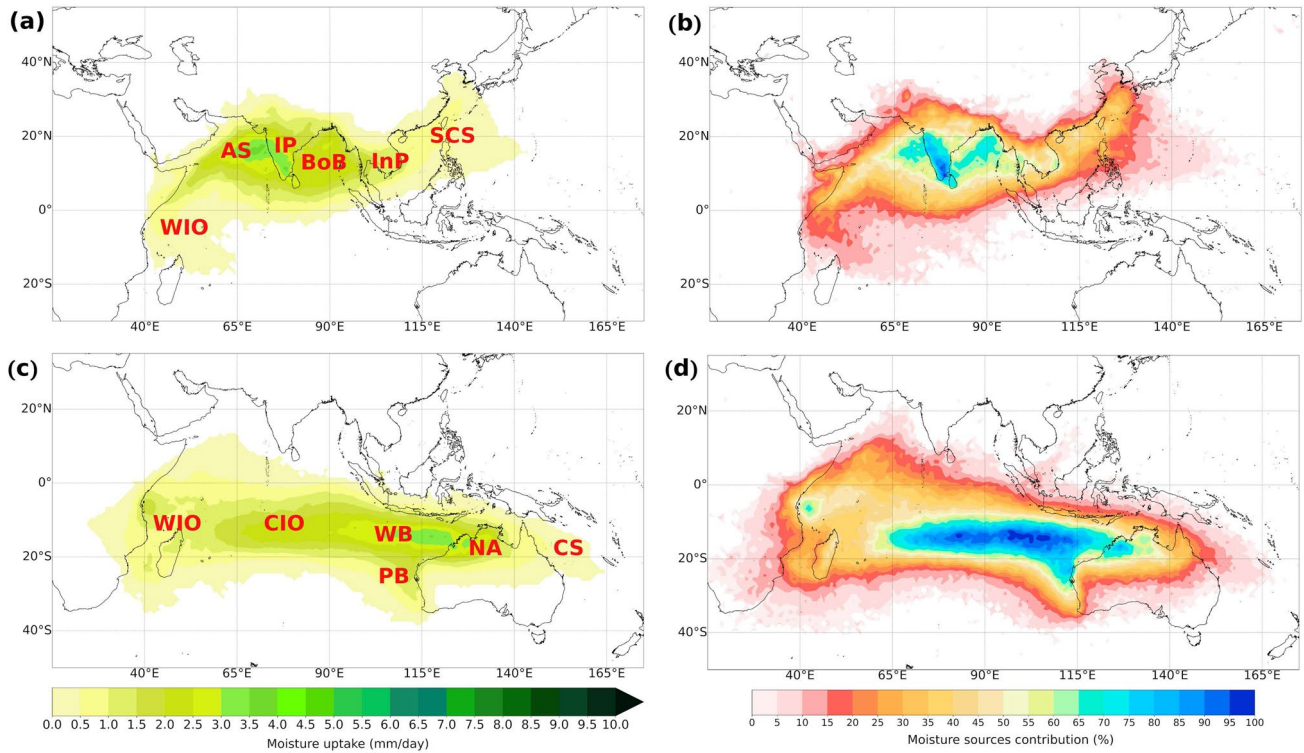 (a)
(b)
40°N
20°N
0°
20°S
AS
IP
BoB
InP
SCS
WIO
40°E
65°E
90°E
115°E
140°E
165°E
40°N
20°N
0°
20°S
40°E
65°E
90°E
115°E
140°E
165°E
(c)
(d)
20°N
0°
20°S
40°S
WIO
CIO
WB
NA
CS
PB
40°E
65°E
90°E
115°E
140°E
165°E
20°N
0°
20°S
40°S
40°E
65°E
90°E
115°E
140°E
165°E
0.0 0.5 1.0 1.5 2.0 2.5 3.0 3.5 4.0 4.5 5.0 5.5 6.0 6.5 7.0 7.5 8.0 8.5 9.0 9.5 10.0
Moisture uptake (mm/day)
0 5 10 15 20 25 30 35 40 45 50 55 60 65 70 75 80 85 90 95 100
Moisture sources contribution (%)